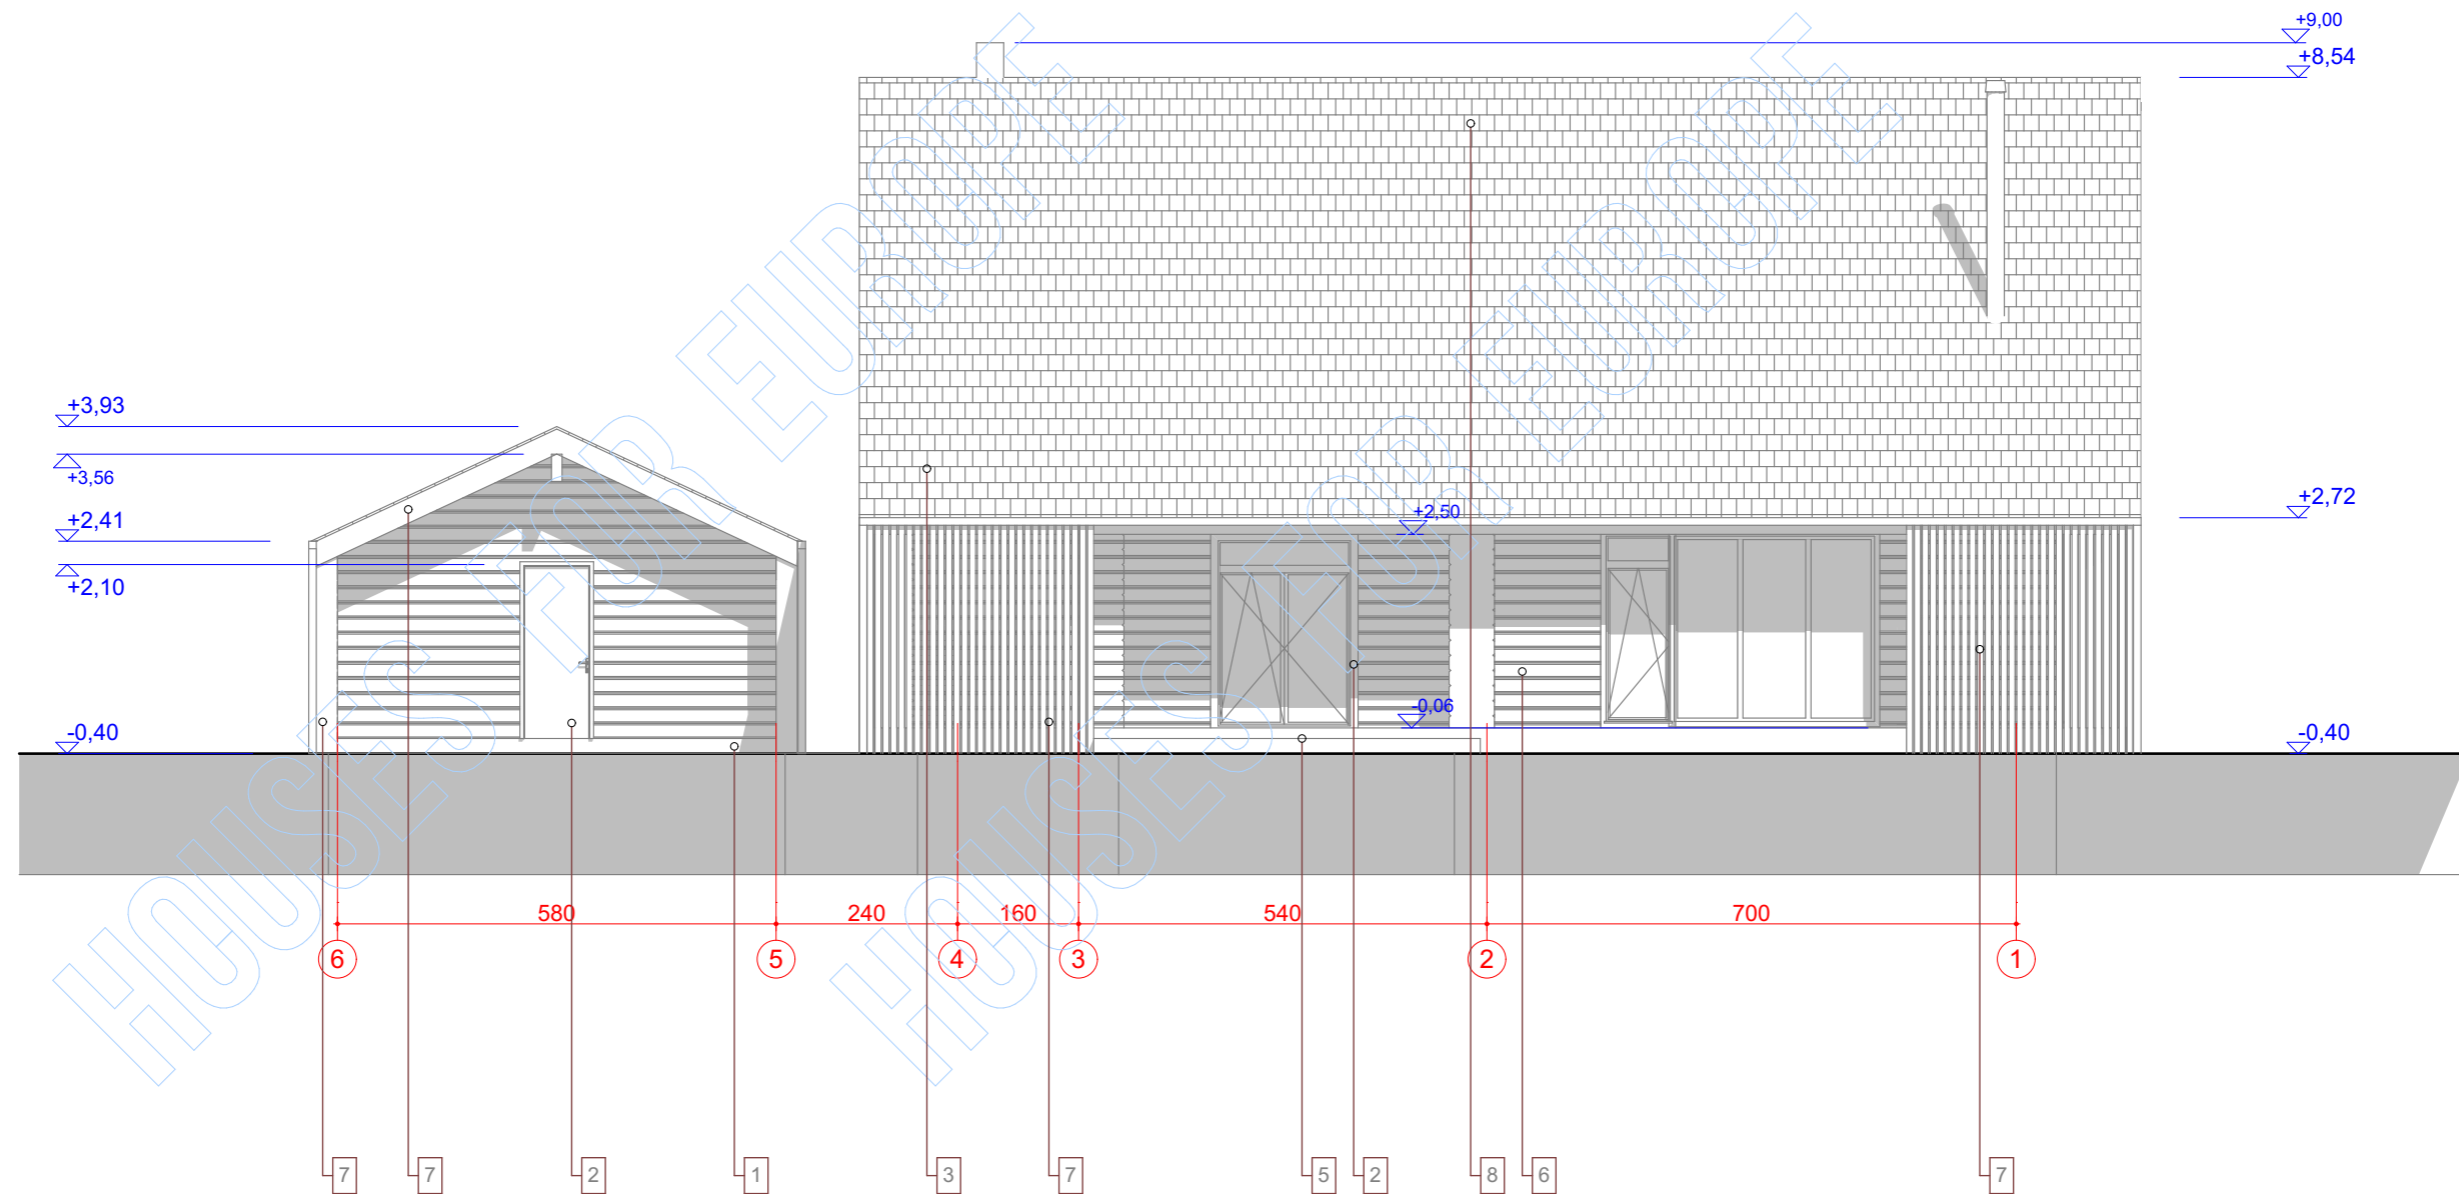 +9,00
+8,54
+3,93
+3,56
+2,41
+2,50
+2,72
+2,10
-0,06
-0,40
-0,40
580 240 160 540 700
6 5 4 3 2 1
7 7 2 1 3 7 5 2 8 6 7
HOUSES FOR EUROPE
HOUSES FOR EUROPE